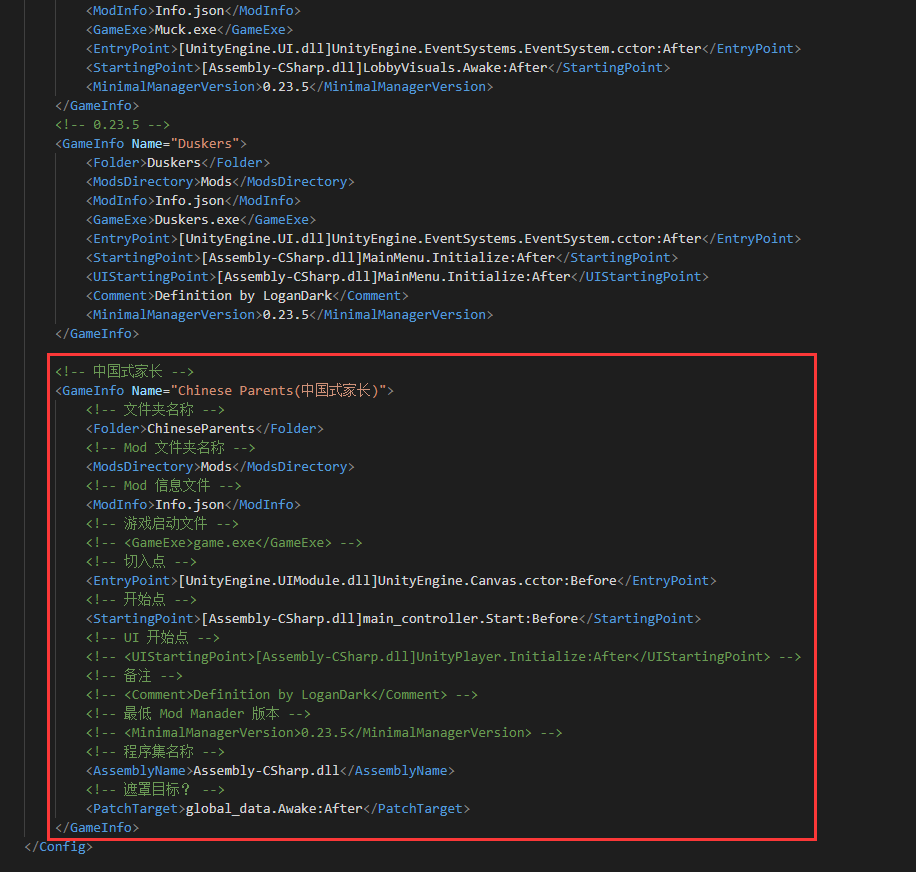 <ModInfo>Info.json</ModInfo>
<GameExe>Muck.exe</GameExe>
<EntryPoint>[UnityEngine.UI.dll]UnityEngine.EventSystems.EventSystem.cctor:After</EntryPoint>
<StartingPoint>[Assembly-CSharp.dll]LobbyVisuals.Awake:After</StartingPoint>
<MinimalManagerVersion>0.23.5</MinimalManagerVersion>
</GameInfo>
<!-- 0.23.5 -->
<GameInfo Name="Duskers">
<Folder>Duskers</Folder>
<ModsDirectory>Mods</ModsDirectory>
<ModInfo>Info.json</ModInfo>
<GameExe>Duskers.exe</GameExe>
<EntryPoint>[UnityEngine.UI.dll]UnityEngine.EventSystems.EventSystem.cctor:After</EntryPoint>
<StartingPoint>[Assembly-CSharp.dll]MainMenu.Initialize:After</StartingPoint>
<UIStartingPoint>[Assembly-CSharp.dll]MainMenu.Initialize:After</UIStartingPoint>
<Comment>Definition by LoganDark</Comment>
<MinimalManagerVersion>0.23.5</MinimalManagerVersion>
</GameInfo>
<!-- 中国式家长 -->
<GameInfo Name="Chinese Parents(中国式家长)">
<!-- 文件夹名称 -->
<Folder>ChineseParents</Folder>
<!-- Mod 文件夹名称 -->
<ModsDirectory>Mods</ModsDirectory>
<!-- Mod 信息文件 -->
<ModInfo>Info.json</ModInfo>
<!-- 游戏启动文件 -->
<!-- <GameExe>game.exe</GameExe> -->
<!-- 切入点 -->
<EntryPoint>[UnityEngine.UIModule.dll]UnityEngine.Canvas.cctor:Before</EntryPoint>
<!-- 开始点 -->
<StartingPoint>[Assembly-CSharp.dll]main_controller.Start:Before</StartingPoint>
<!-- UI 开始点 -->
<!-- <UIStartingPoint>[Assembly-CSharp.dll]UnityPlayer.Initialize:After</UIStartingPoint> -->
<!-- 备注 -->
<!-- <Comment>Definition by LoganDark</Comment> -->
<!-- 最低 Mod Manader 版本 -->
<!-- <MinimalManagerVersion>0.23.5</MinimalManagerVersion> -->
<!-- 程序集名称 -->
<AssemblyName>Assembly-CSharp.dll</AssemblyName>
<!-- 遮罩目标？ -->
<PatchTarget>global_data.Awake:After</PatchTarget>
</GameInfo>
</Config>